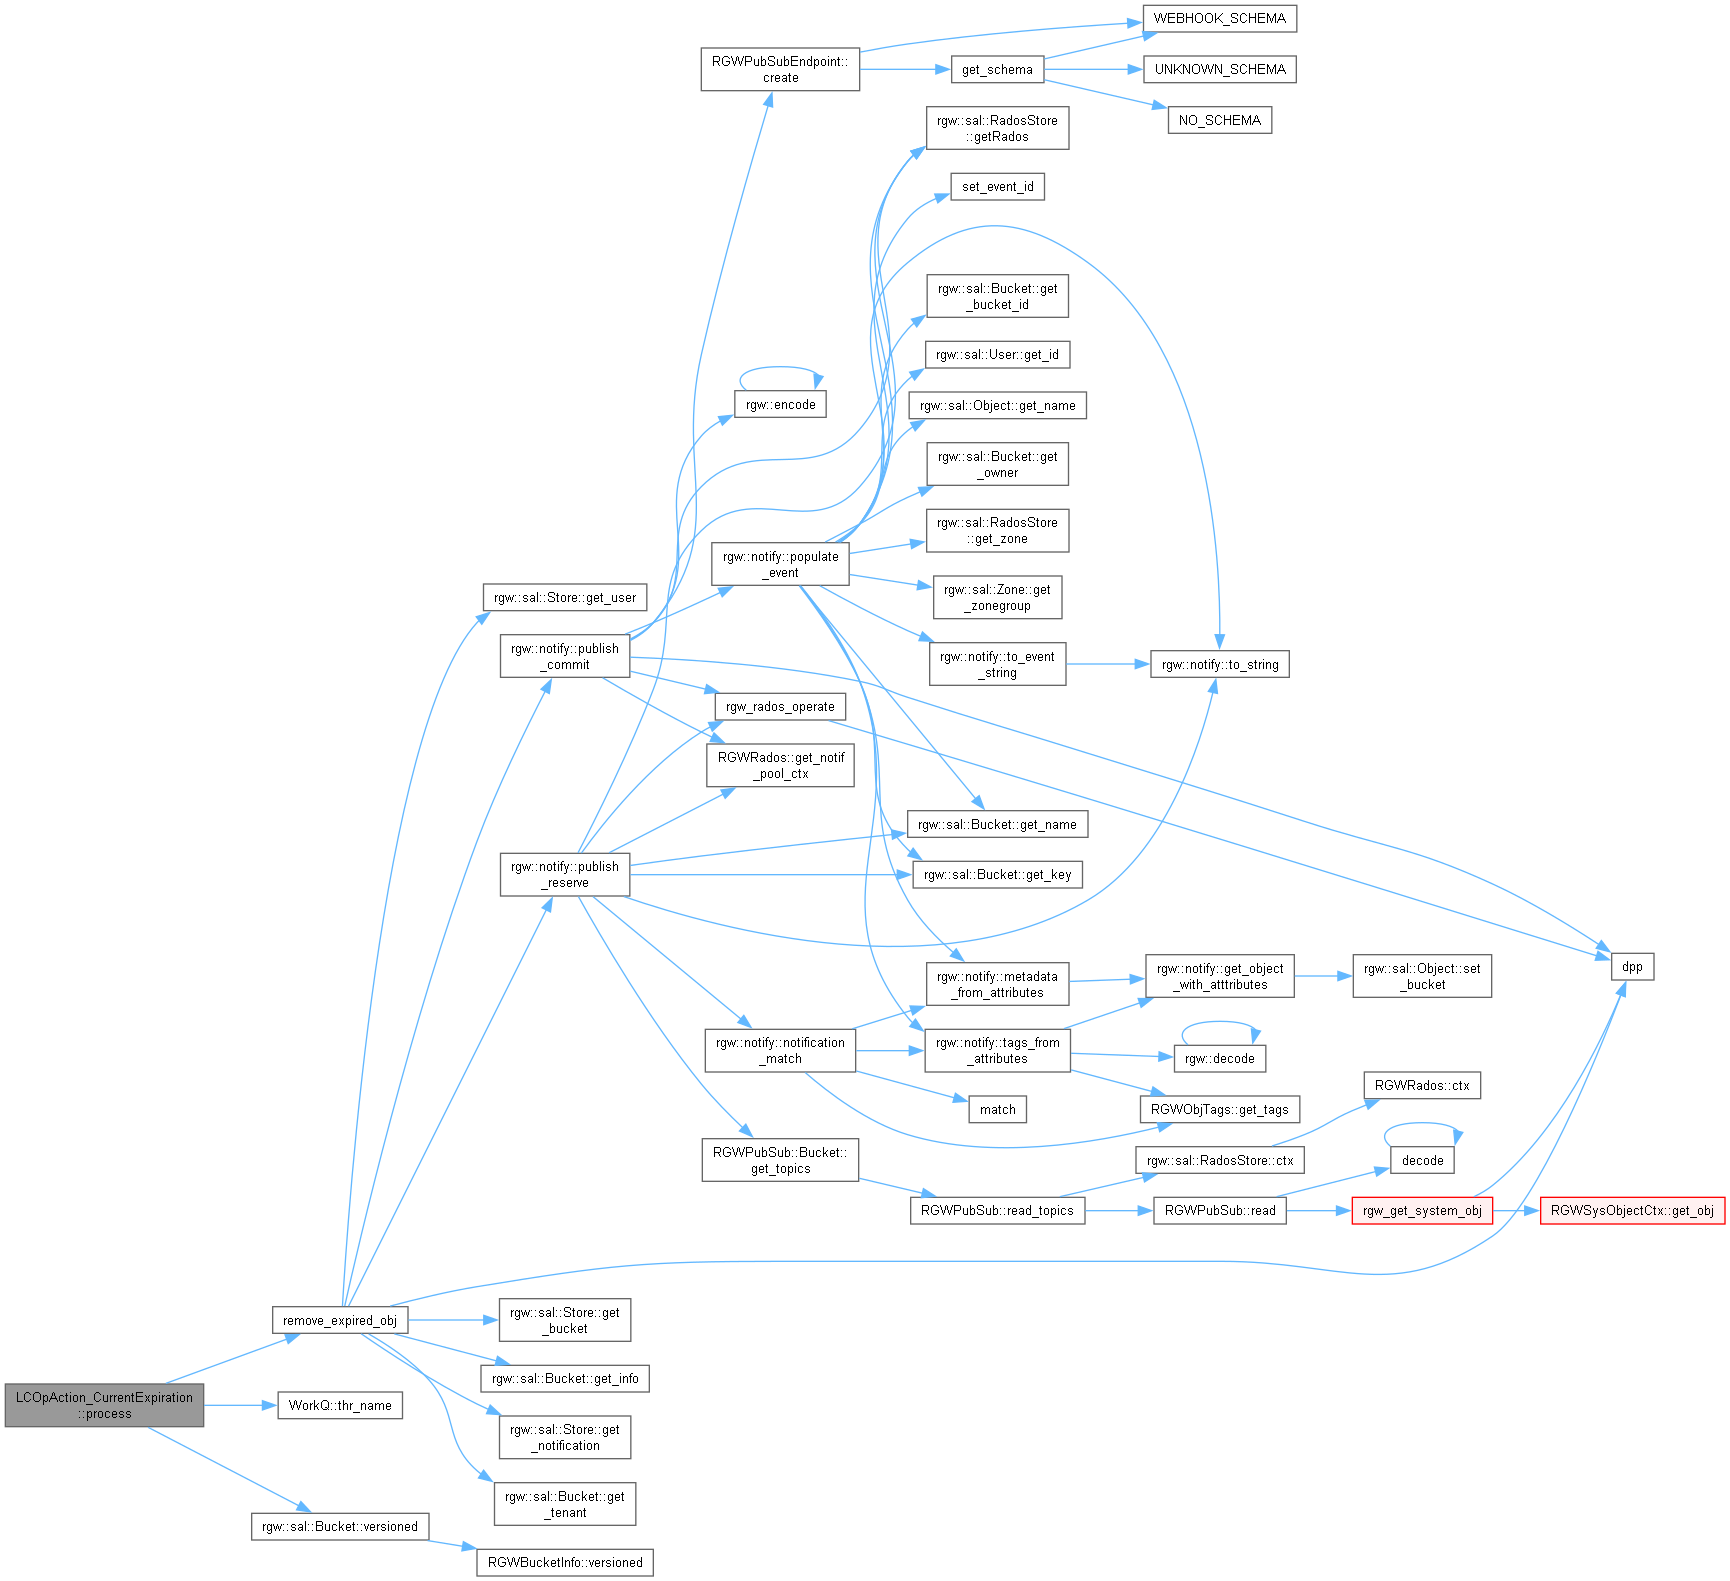 WEBHOOK_SCHEMA
RGWPubSubEndpoint::
create
get_schema
UNKNOWN_SCHEMA
NO_SCHEMA
rgw::sal::RadosStore
::getRados
set_event_id
rgw::sal::Bucket::get
_bucket_id
rgw::sal::User::get_id
rgw::encode
rgw::sal::Object::get_name
rgw::sal::Bucket::get
_owner
rgw::sal::RadosStore
::get_zone
rgw::notify::populate
_event
rgw::sal::Store::get_user
rgw::sal::Zone::get
_zonegroup
rgw::notify::publish
_commit
rgw::notify::to_event
_string
rgw::notify::to_string
rgw_rados_operate
RGWRados::get_notif
_pool_ctx
rgw::sal::Bucket::get_name
rgw::notify::publish
_reserve
rgw::sal::Bucket::get_key
rgw::notify::metadata
_from_attributes
rgw::notify::get_object
_with_atttributes
rgw::sal::Object::set
_bucket
dpp
rgw::notify::notification
_match
rgw::notify::tags_from
_attributes
rgw::decode
RGWRados::ctx
match
RGWObjTags::get_tags
RGWPubSub::Bucket::
get_topics
rgw::sal::RadosStore::ctx
decode
RGWPubSub::read_topics
RGWPubSub::read
rgw_get_system_obj
RGWSysObjectCtx::get_obj
remove_expired_obj
rgw::sal::Store::get
_bucket
rgw::sal::Bucket::get_info
LCOpAction_CurrentExpiration
::process
WorkQ::thr_name
rgw::sal::Store::get
_notification
rgw::sal::Bucket::get
_tenant
rgw::sal::Bucket::versioned
RGWBucketInfo::versioned